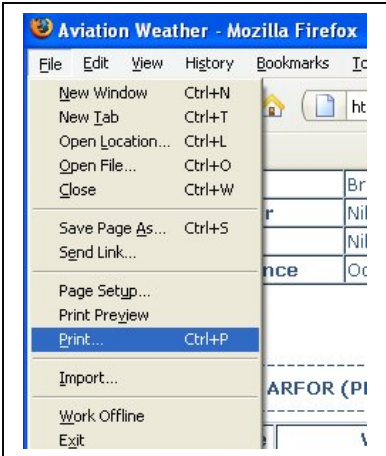 Aviation Weather - Mozilla Firefox
File Edit View History Bookmarks
New Window Ctrl+N
New Tab Ctrl+T
Open Location... Ctrl+L
Open File... Ctrl+O
Close Ctrl+W
Br
r Nil
Save Page As... Ctrl+S
Nil
Send Link...
nce
Page Setup...
Print Preview
Print... Ctrl+P
Import...
ARFOR
Work Offline
Exit